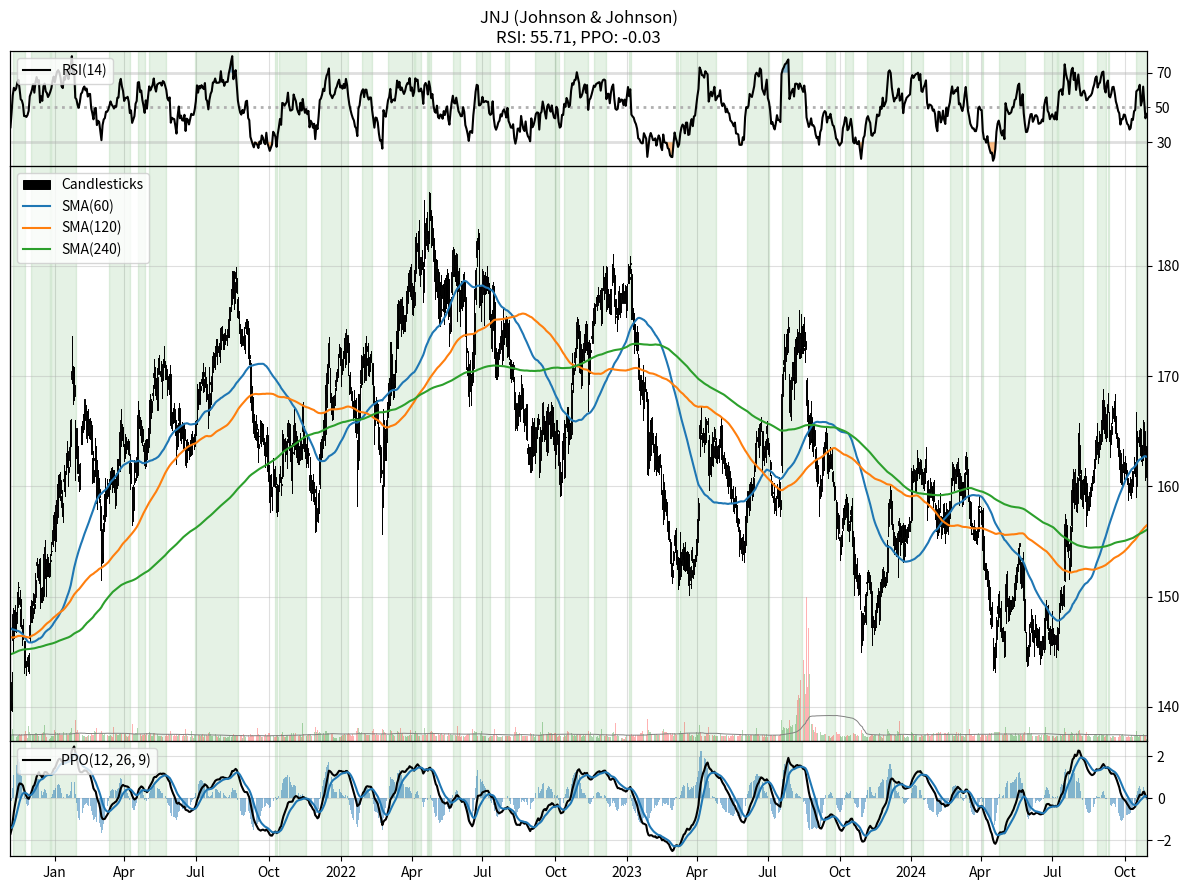 JNJ (Johnson & Johnson)
RSI: 55.71, PPO: -0.03
RSI(14)
70
50
30
Candlesticks
SMA(60)
SMA(120)
SMA(240)
180
170
160
150
140
PPO(12, 26, 9)
2
0
−2
Jan Apr Jul Oct 2022 Apr Jul Oct 2023 Apr Jul Oct 2024 Apr Jul Oct